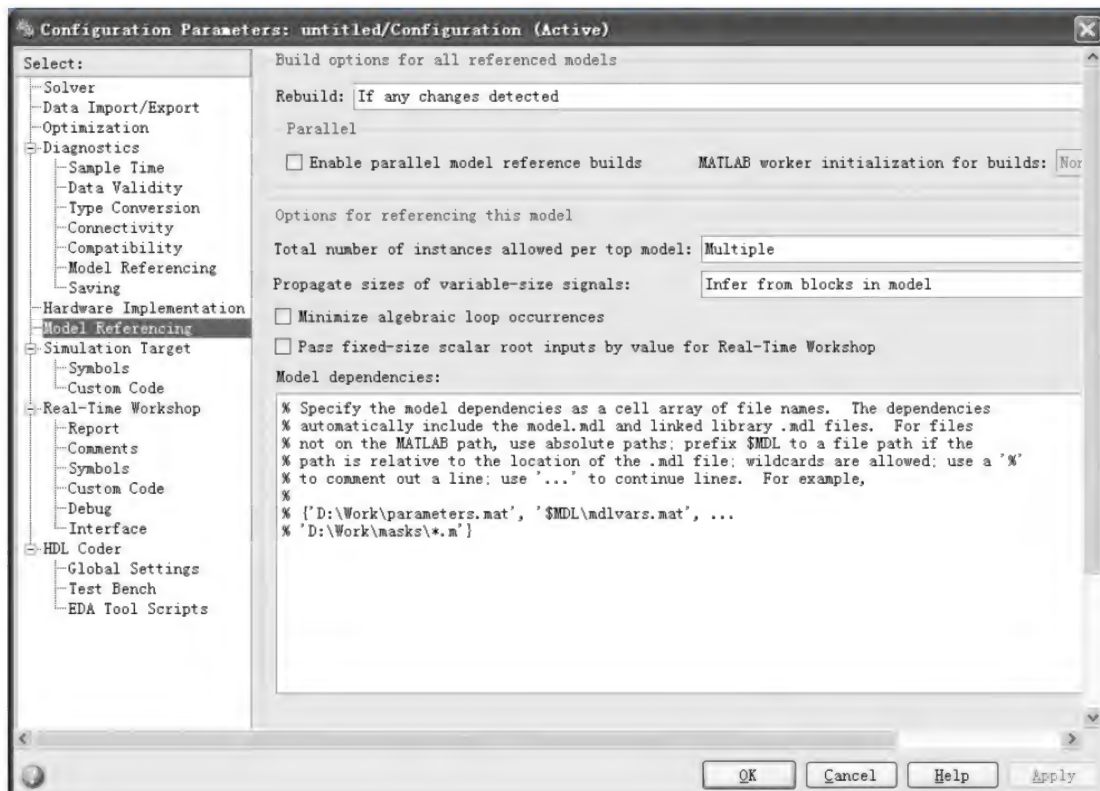 Configuration Parameters: untitled/Configuration (Active)
Select:
Solver
Data Import/Export
Optimization
Diagnostics
Sample Time
Data Validity
Type Conversion
Connectivity
Compatibility
Model Referencing
Saving
Hardware Implementation
Model Referencing
Simulation Target
Symbols
Custom Code
Real-Time Workshop
Report
Comments
Symbols
Custom Code
Debug
Interface
HDL Coder
Global Settings
Test Bench
EDA Tool Scripts
Build options for all referenced models
Rebuild: If any changes detected
Parallel
Enable parallel model reference builds MATLAB worker initialization for builds: Nor
Options for referencing this model
Total number of instances allowed per top model: Multiple
Propagate sizes of variable-size signals: Infer from blocks in model
Minimize algebraic loop occurrences
Pass fixed-size scalar root inputs by value for Real-Time Workshop
Model dependencies:
% Specify the model dependencies as a cell array of file names. The dependencies
% automatically include the model.mdl and linked library .mdl files. For files
% not on the MATLAB path, use absolute paths; prefix $MDL to a file path if the
% path is relative to the location of the .mdl file; wildcards are allowed; use a '%'
% to comment out a line; use '...' to continue lines. For example,
%
% {'D:\Work\parameters.mat', '$MDL\mdlvars.mat', ...
% 'D:\Work\masks\*.m'}
OK Cancel Help Apply